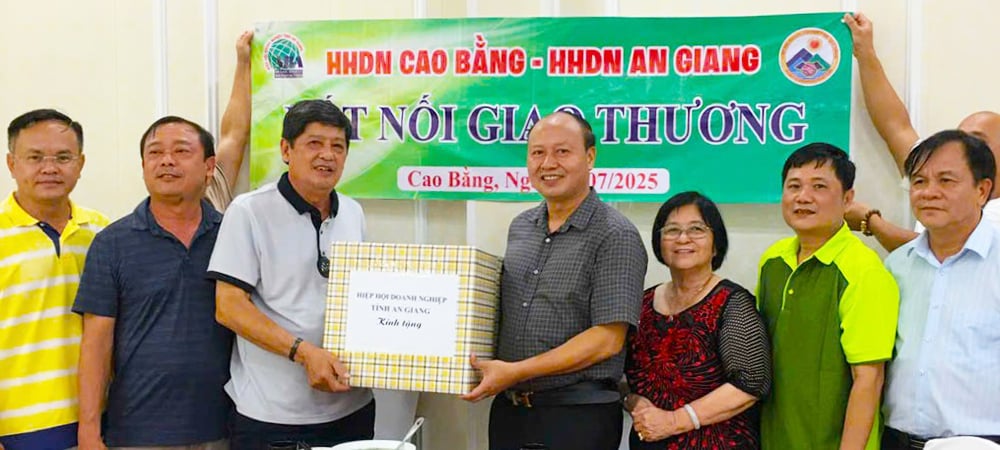 HHDN CAO BẰNG - HHDN AN GIANG
NỐI GIAO THƯƠNG
Cao Bằng, 07/2025
HIỆP HỘI DOANH NGHIỆP
TỈNH AN GIANG
Kính tặng